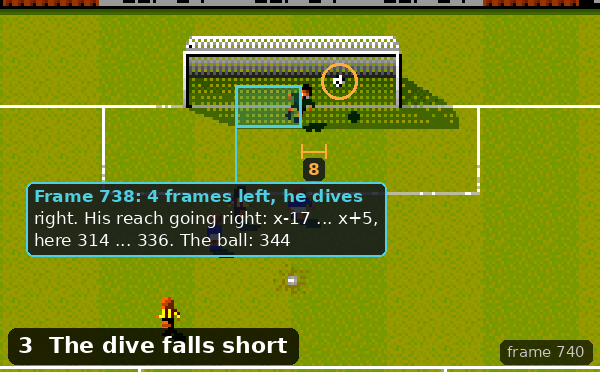 8
Frame 738: 4 frames left, he dives
right. His reach going right: x-17 ... x+5,
here 314 ... 336. The ball: 344
3 The dive falls short
frame 740